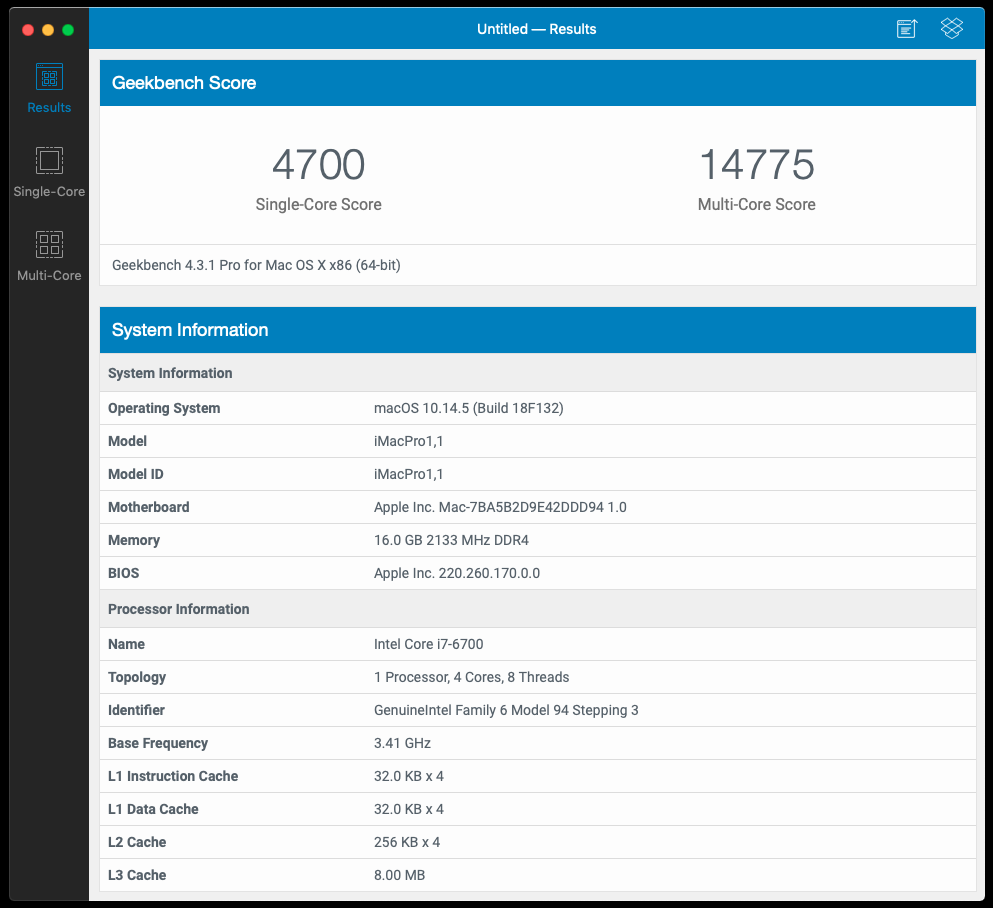 Untitled — Results
Results
Single-Core
Multi-Core
Geekbench Score
4700 14775
Single-Core Score Multi-Core Score
Geekbench 4.3.1 Pro for Mac OS X x86 (64-bit)
System Information
System Information
Operating System macOS 10.14.5 (Build 18F132)
Model iMacPro1,1
Model ID iMacPro1,1
Motherboard Apple Inc. Mac-7BA5B2D9E42DDD94 1.0
Memory 16.0 GB 2133 MHz DDR4
BIOS Apple Inc. 220.260.170.0.0
Processor Information
Name Intel Core i7-6700
Topology 1 Processor, 4 Cores, 8 Threads
Identifier GenuineIntel Family 6 Model 94 Stepping 3
Base Frequency 3.41 GHz
L1 Instruction Cache 32.0 KB x 4
L1 Data Cache 32.0 KB x 4
L2 Cache 256 KB x 4
L3 Cache 8.00 MB